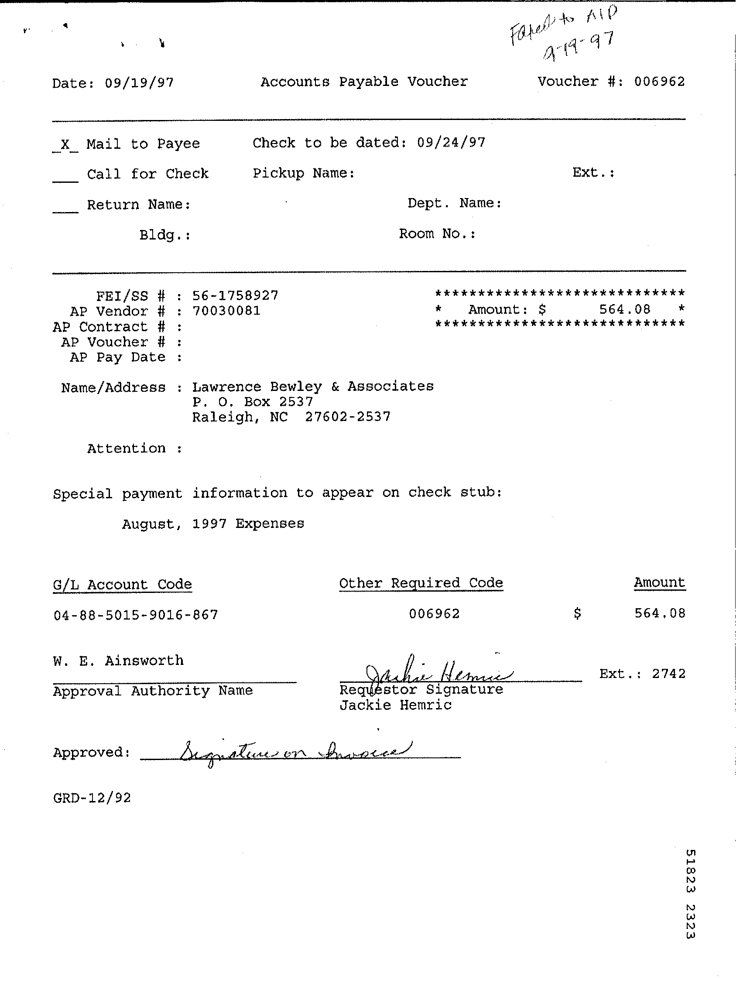 Faxed to AID
9-19-97
Date: 09/19/97 Accounts Payable Voucher Voucher #: 006962
_X_ Mail to Payee Check to be dated: 09/24/97
___ Call for Check Pickup Name: Ext.:
___ Return Name: Dept. Name:
Bldg.: Room No.:
FEI/SS # : 56-1758927 *****************************
AP Vendor # : 70030081 * Amount: $ 564.08 *
AP Contract # : *****************************
AP Voucher # :
AP Pay Date :
Name/Address : Lawrence Bewley & Associates
P. O. Box 2537
Raleigh, NC 27602-2537
Attention :
Special payment information to appear on check stub:
August, 1997 Expenses
G/L Account Code Other Required Code Amount
04-88-5015-9016-867 006962 $ 564.08
W. E. Ainsworth Jackie Hemric Ext.: 2742
Approval Authority Name Requestor Signature
Jackie Hemric
Approved: Signature on Invoice
GRD-12/92
51823 2323